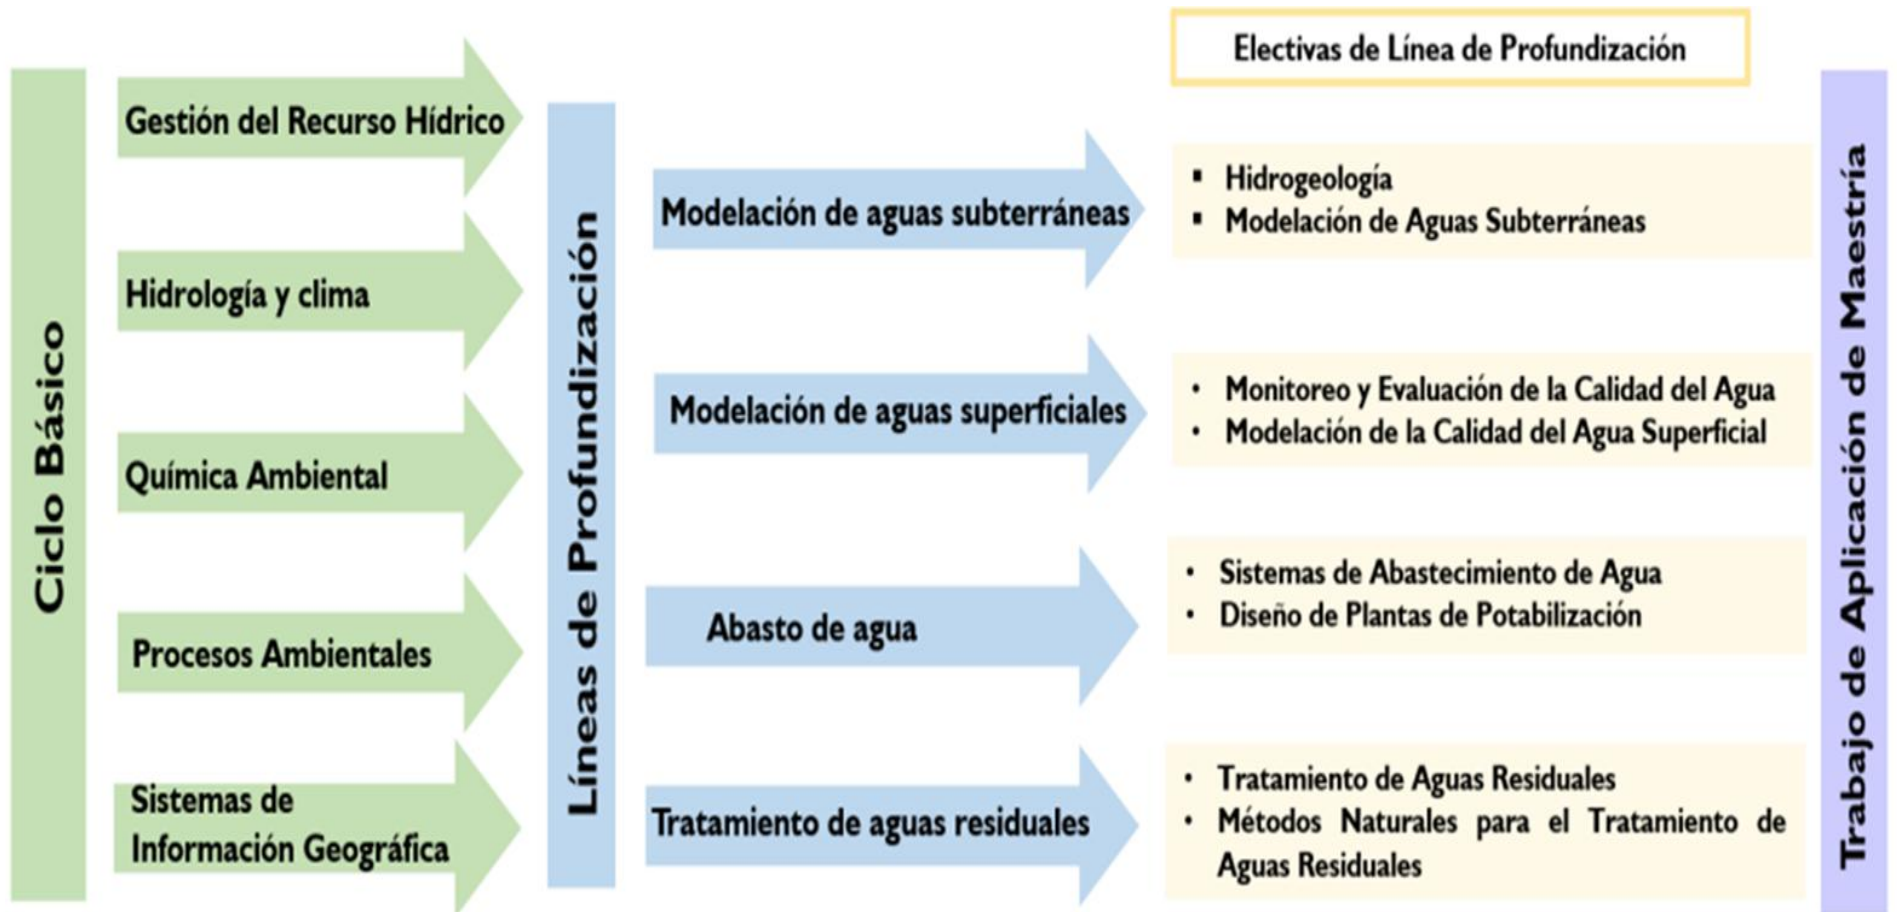 Ciclo Básico
Gestión del Recurso Hídrico
Hidrología y clima
Química Ambiental
Procesos Ambientales
Sistemas de
Información Geográfica
Líneas de Profundización
Modelación de aguas subterráneas
Modelación de aguas superficiales
Abasto de agua
Tratamiento de aguas residuales
Electivas de Línea de Profundización
▪ Hidrogeología
▪ Modelación de Aguas Subterráneas
• Monitoreo y Evaluación de la Calidad del Agua
• Modelación de la Calidad del Agua Superficial
• Sistemas de Abastecimiento de Agua
• Diseño de Plantas de Potabilización
• Tratamiento de Aguas Residuales
• Métodos Naturales para el Tratamiento de
Aguas Residuales
Trabajo de Aplicación de Maestría